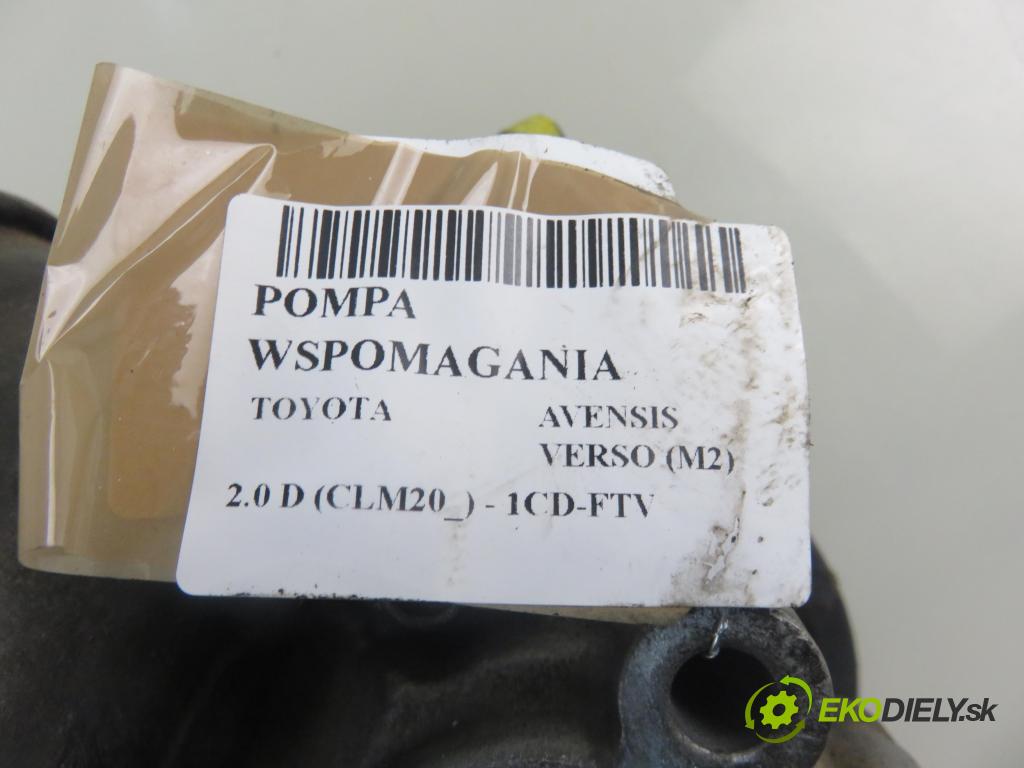 POMPA
WSPOMAGANIA
TOYOTA AVENSIS
VERSO (M2)
2.0 D (CLM20_) - 1CD-FTV
EKODIELY.sk